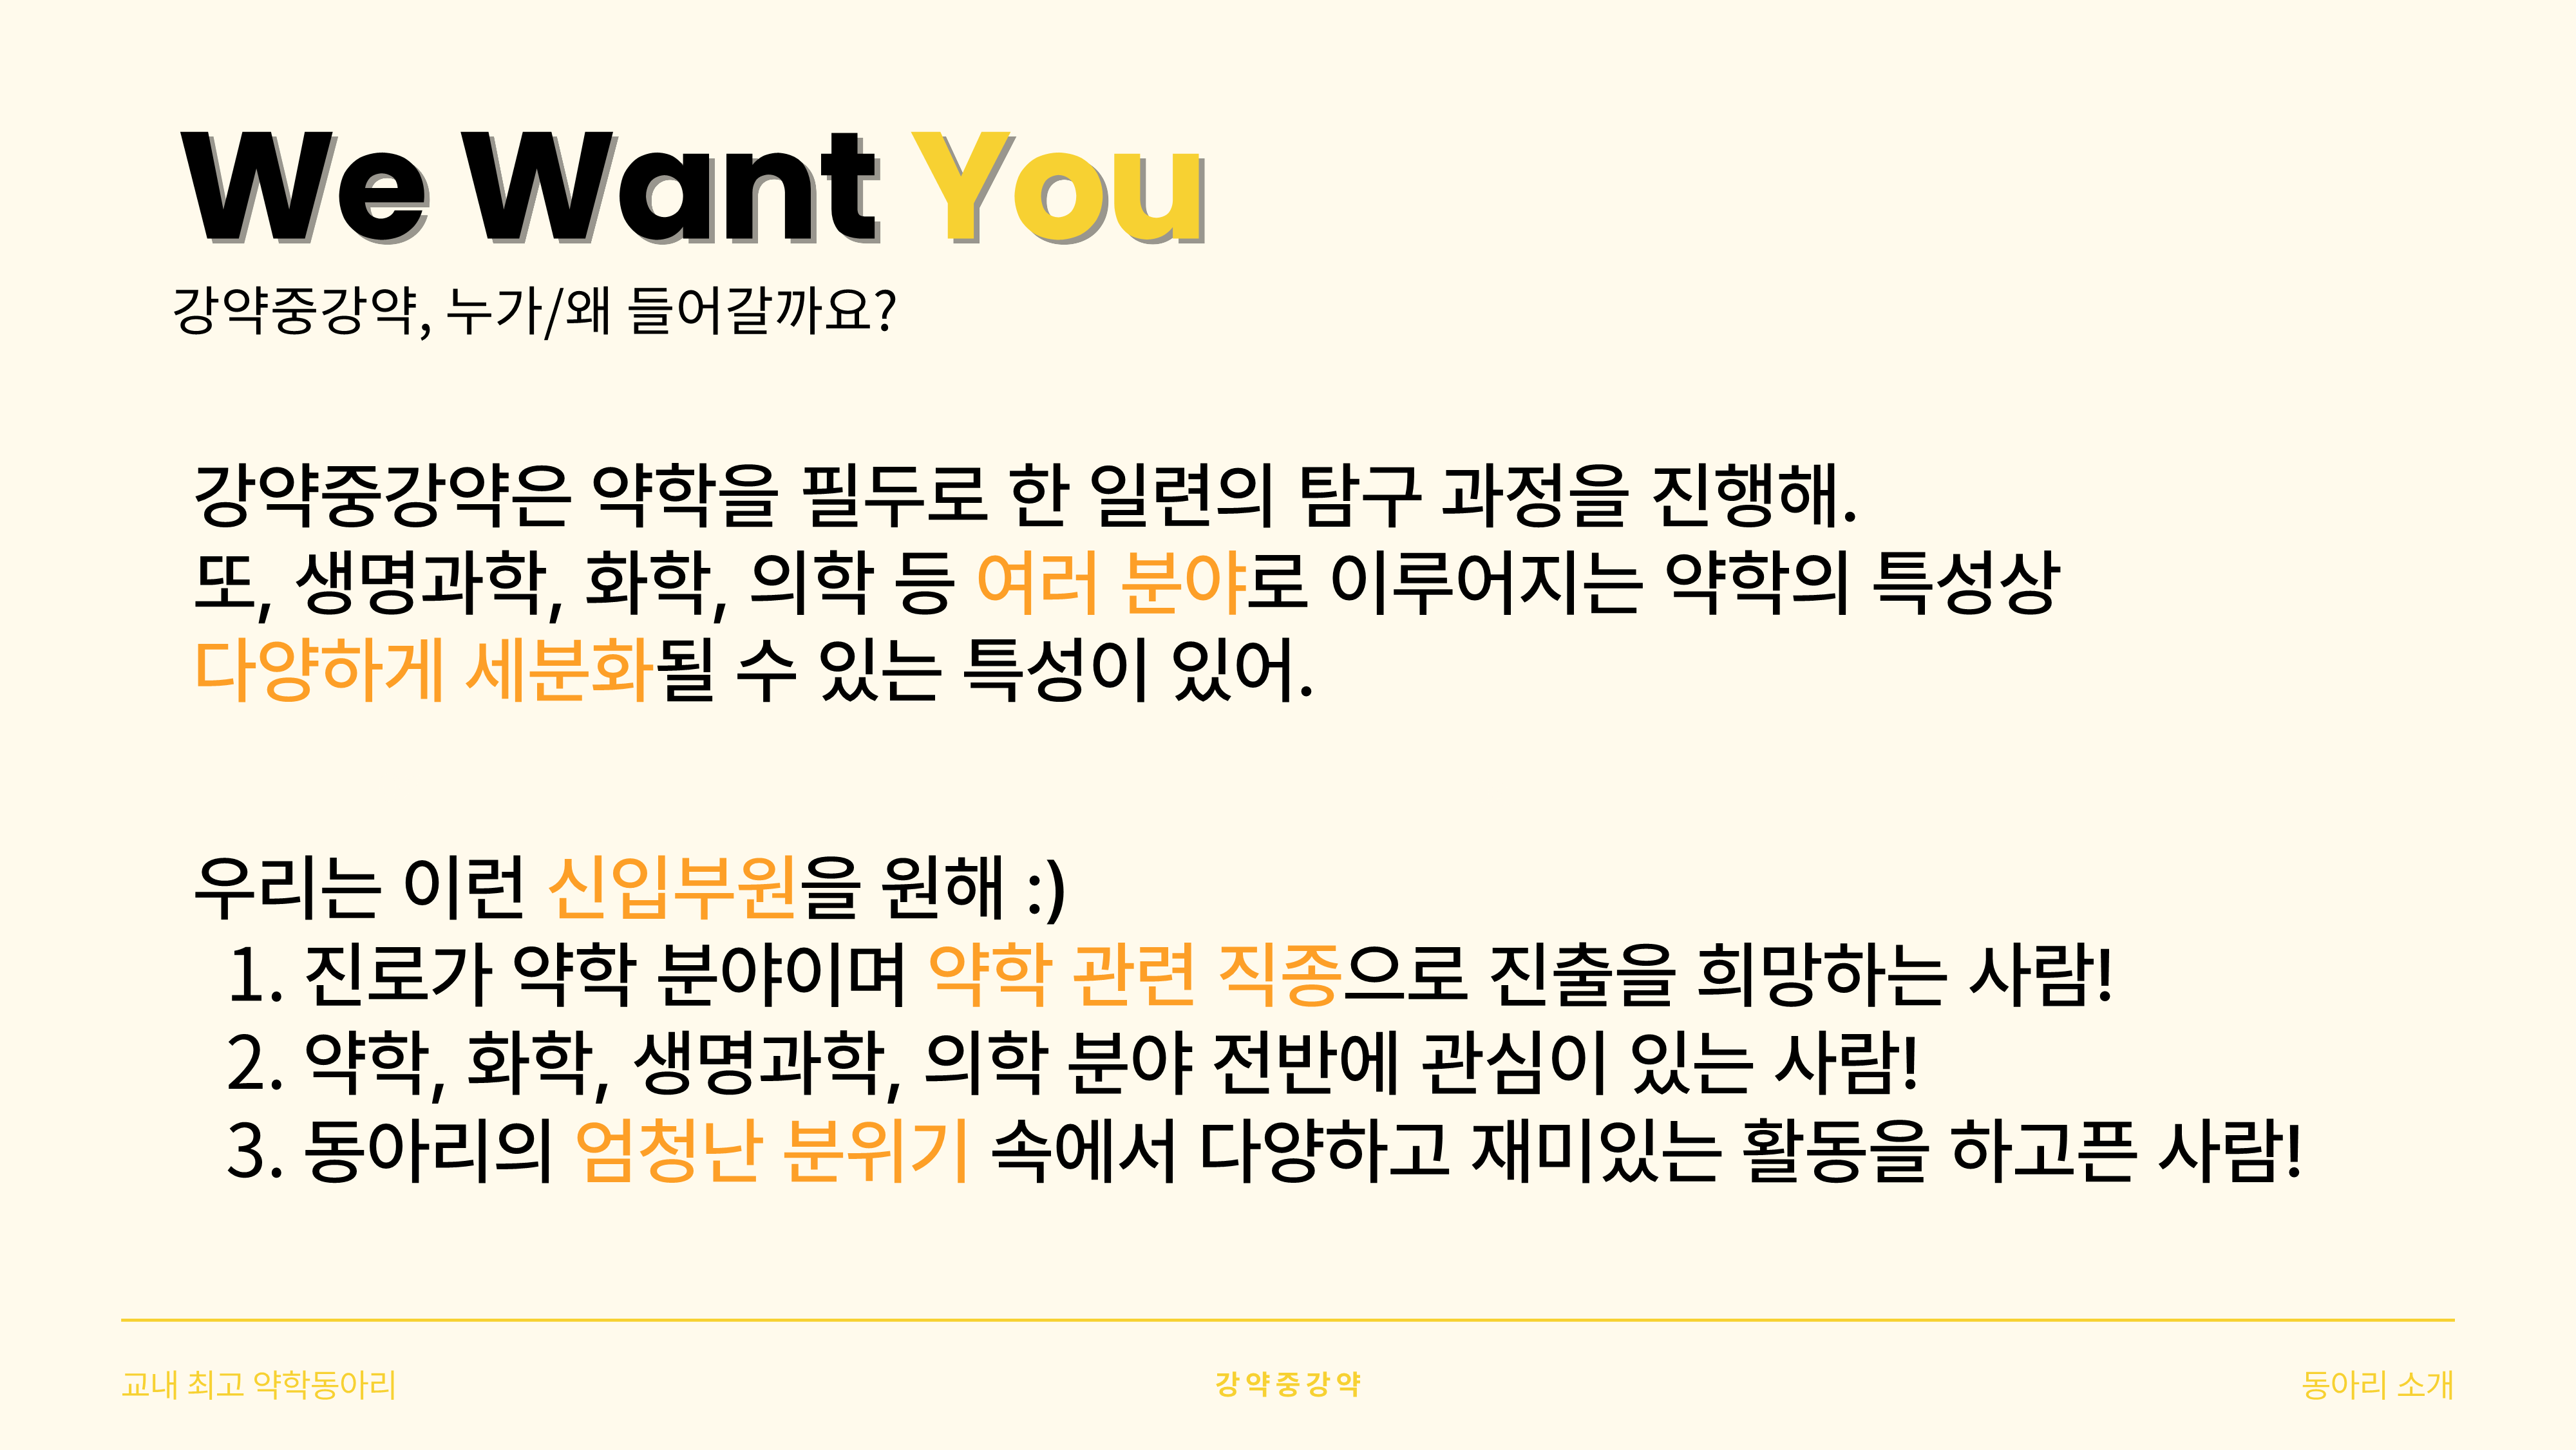 We Want You
강약중강약, 누가/왜 들어갈까요?
강약중강약은 약학을 필두로 한 일련의 탐구 과정을 진행해.
또, 생명과학, 화학, 의학 등 여러 분야로 이루어지는 약학의 특성상
다양하게 세분화될 수 있는 특성이 있어.
우리는 이런 신입부원을 원해 :)
1. 진로가 약학 분야이며 약학 관련 직종으로 진출을 희망하는 사람!
2. 약학, 화학, 생명과학, 의학 분야 전반에 관심이 있는 사람!
3. 동아리의 엄청난 분위기 속에서 다양하고 재미있는 활동을 하고픈 사람!
교내 최고 약학동아리
강약중강약
동아리 소개